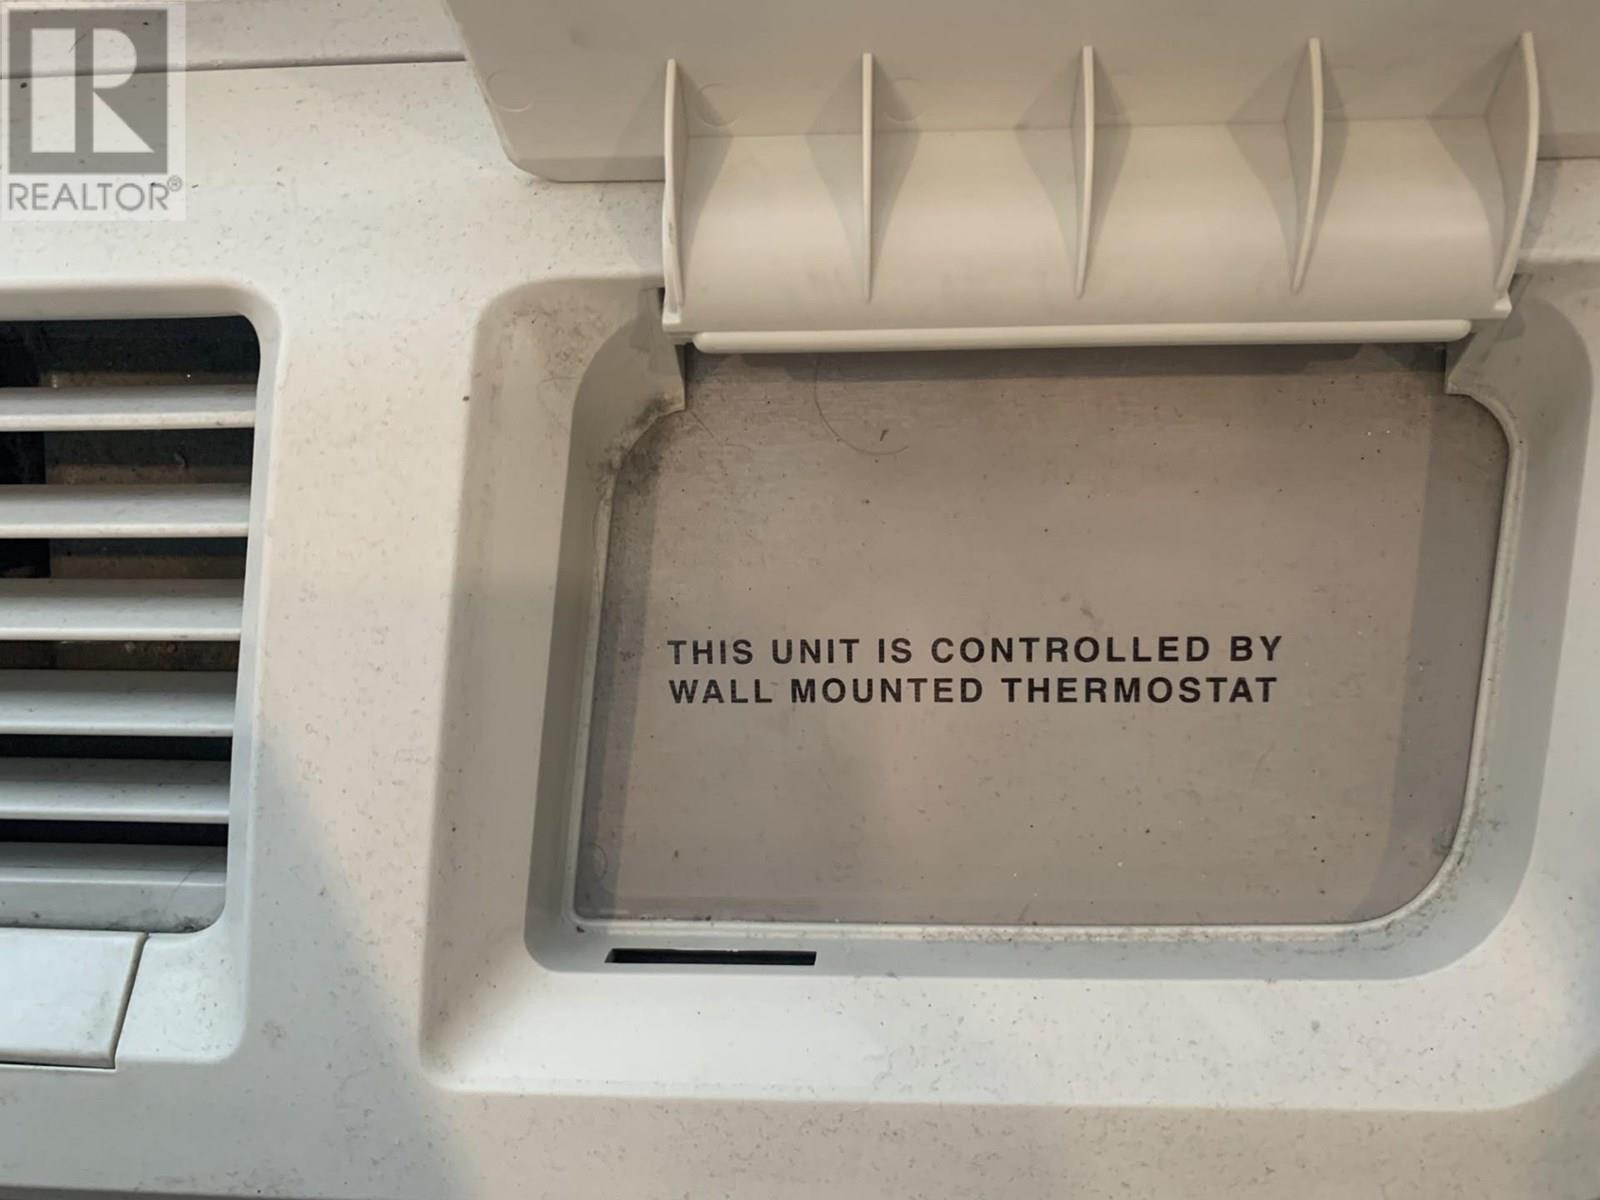 REALTOR®
THIS UNIT IS CONTROLLED BY
WALL MOUNTED THERMOSTAT